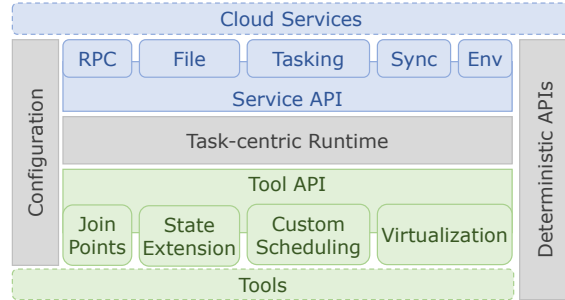 Cloud Services
Configuration
RPC
File
Tasking
Sync
Env
Service API
Task-centric Runtime
Tool API
Join
Points
State
Extension
Custom
Scheduling
Virtualization
Tools
Deterministic APIs